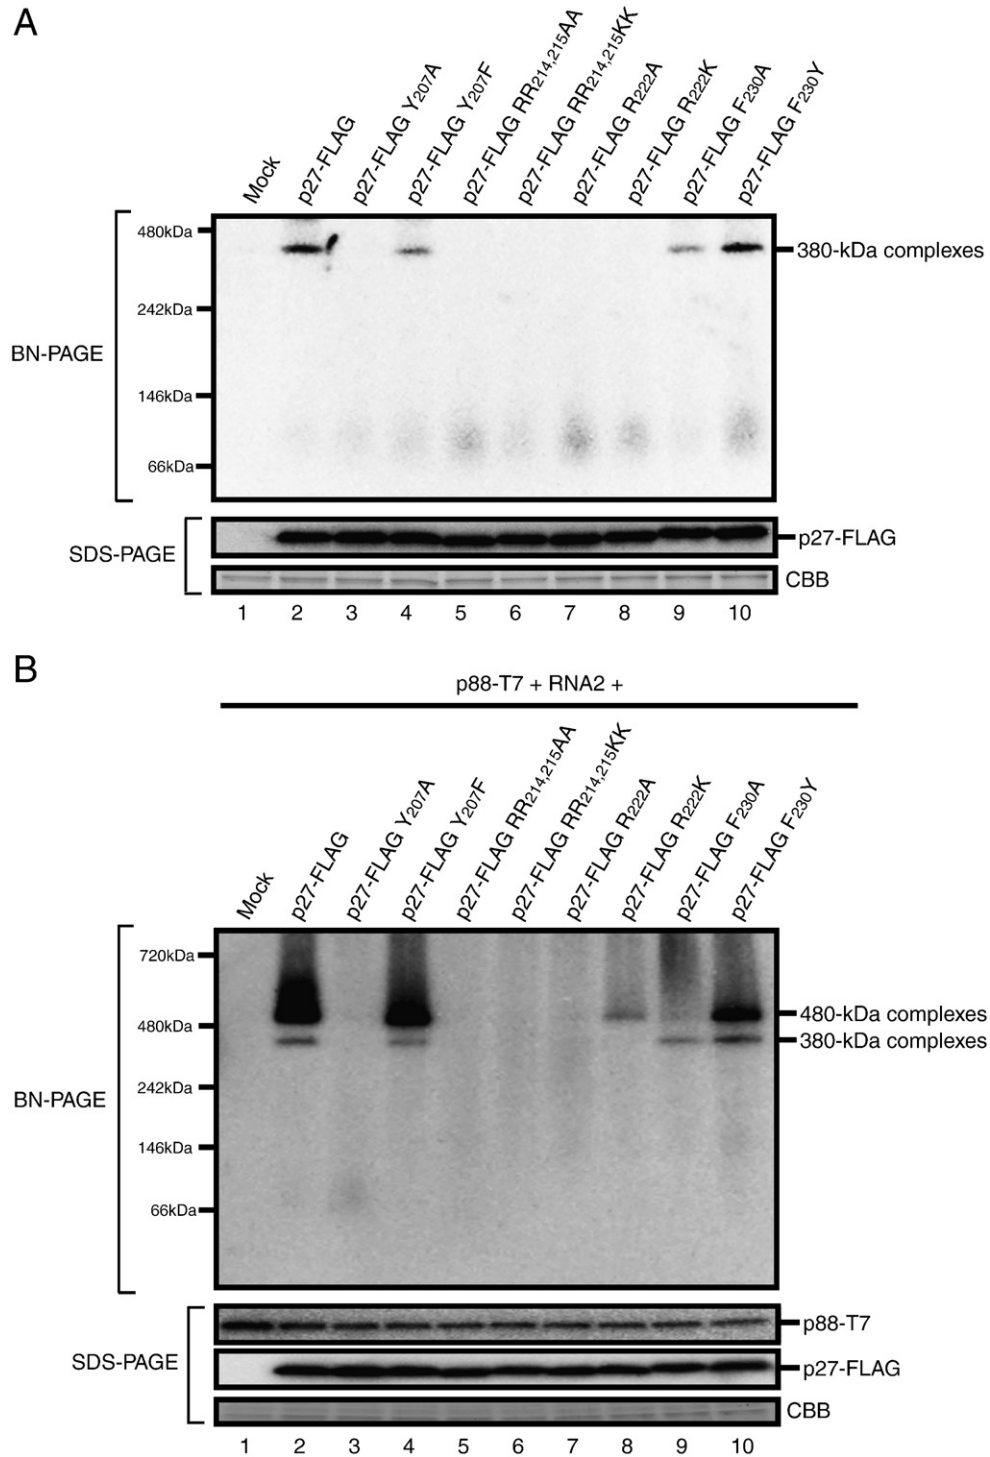 A
Mock
p27-FLAG
p27-FLAG Y207A
p27-FLAG Y207F
p27-FLAG RR214,215AA
p27-FLAG RR214,215KK
p27-FLAG R222A
p27-FLAG R222K
p27-FLAG F230A
p27-FLAG F230Y
BN-PAGE
480kDa
380-kDa complexes
242kDa
146kDa
66kDa
SDS-PAGE
p27-FLAG
CBB
1 2 3 4 5 6 7 8 9 10
B
p88-T7 + RNA2 +
Mock
p27-FLAG
p27-FLAG Y207A
p27-FLAG Y207F
p27-FLAG RR214,215AA
p27-FLAG RR214,215KK
p27-FLAG R222A
p27-FLAG R222K
p27-FLAG F230A
p27-FLAG F230Y
BN-PAGE
720kDa
480-kDa complexes
480kDa
380-kDa complexes
242kDa
146kDa
66kDa
SDS-PAGE
p88-T7
p27-FLAG
CBB
1 2 3 4 5 6 7 8 9 10